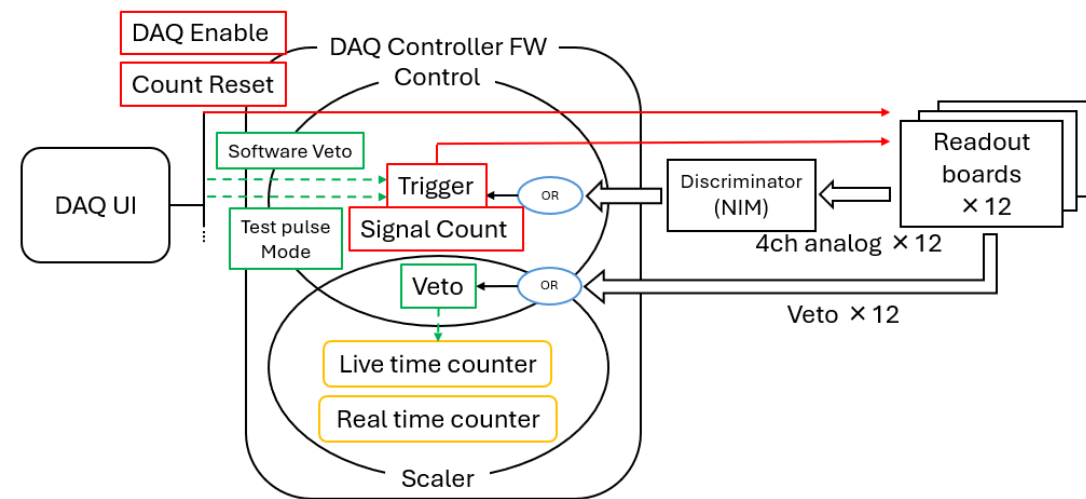 DAQ Enable
Count Reset
DAQ Controller FW
Control
Software Veto
DAQ UI
Test pulse
Mode
Trigger
Signal Count
OR
Discriminator
(NIM)
Readout
boards
×12
4ch analog ×12
Veto
OR
Veto ×12
Live time counter
Real time counter
Scaler